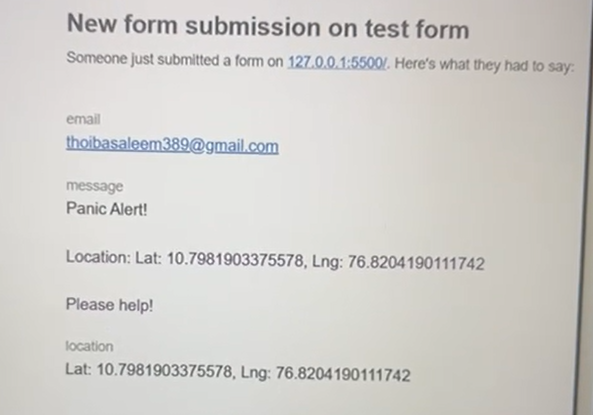 New form submission on test form
Someone just submitted a form on 127.0.0.1:5500/. Here's what they had to say:
email
thoibasaleem389@gmail.com
message
Panic Alert!
Location: Lat: 10.7981903375578, Lng: 76.8204190111742
Please help!
location
Lat: 10.7981903375578, Lng: 76.8204190111742